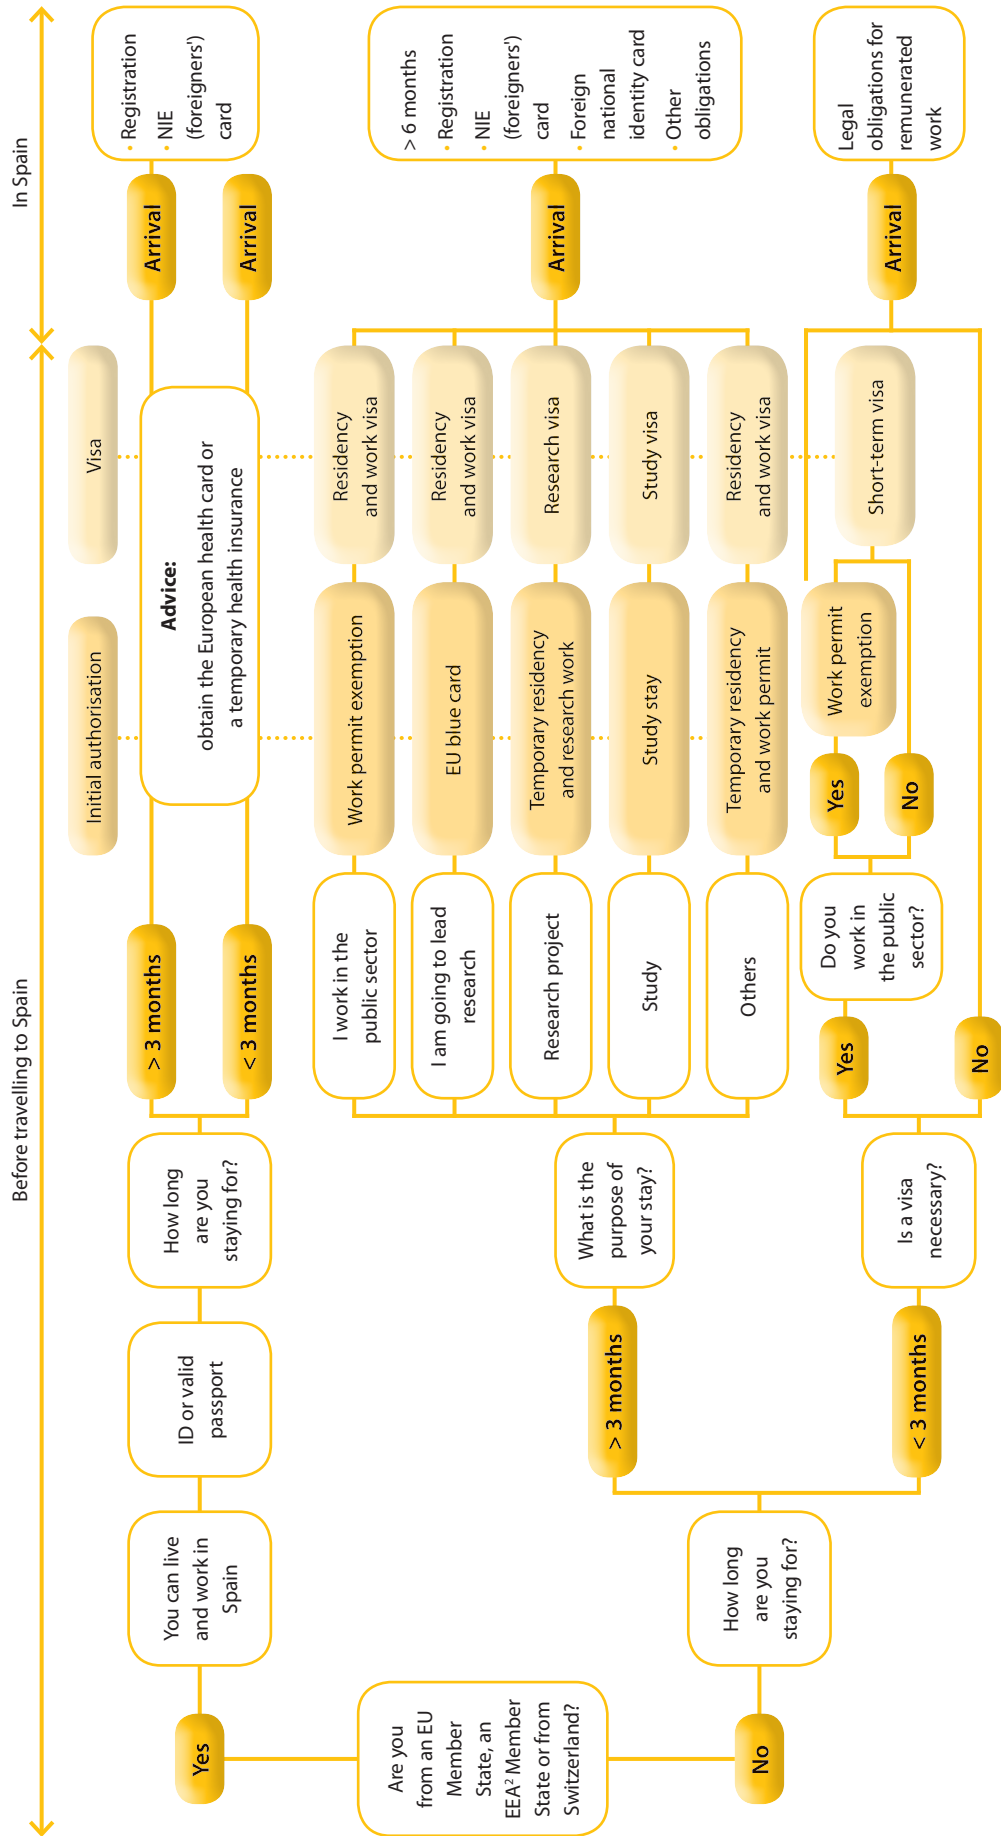 Before travelling to Spain
In Spain
Initial authorisation
Visa
Are you
from an EU
Member
State, an
EEA² Member
State or from
Switzerland?
Yes
You can live
and work in
Spain
ID or valid
passport
How long
are you
staying for?
> 3 months
< 3 months
Advice:
obtain the European health card or
a temporary health insurance
Arrival
Arrival
• Registration
• NIE
(foreigners')
card
No
How long
are you
staying for?
> 3 months
What is the
purpose of
your stay?
I work in the
public sector
Work permit exemption
Residency
and work visa
I am going to lead
research
EU blue card
Residency
and work visa
Research project
Temporary residency
and research work
Research visa
Study
Study stay
Study visa
Others
Temporary residency
and work permit
Residency
and work visa
Arrival
> 6 months
• Registration
• NIE
(foreigners')
card
• Foreign
national
identity card
• Other
obligations
< 3 months
Is a visa
necessary?
Yes
Do you
work in
the public
sector?
Yes
Work permit
exemption
No
Short-term visa
No
Arrival
Legal
obligations for
remunerated
work